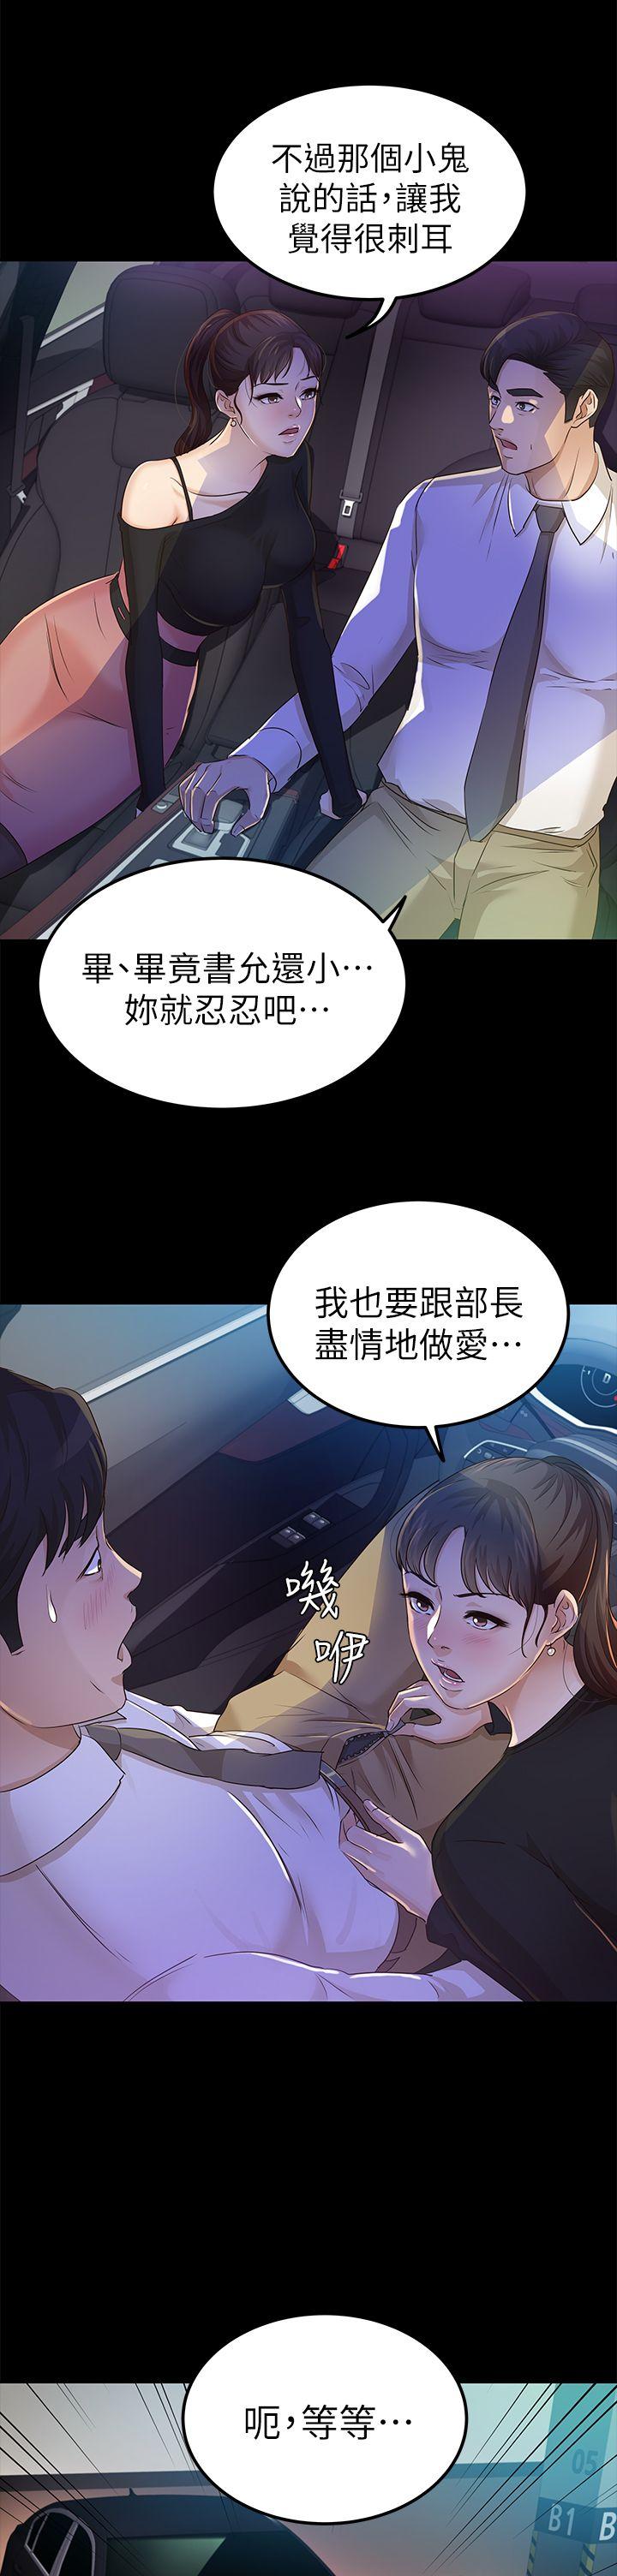 不過那個小鬼
說的話，讓我
覺得很刺耳
畢、畢竟書允還小…
妳就忍忍吧…
我也要跟部長
盡情地做愛…
嘰
咿
呃，等等…
05
B1
B